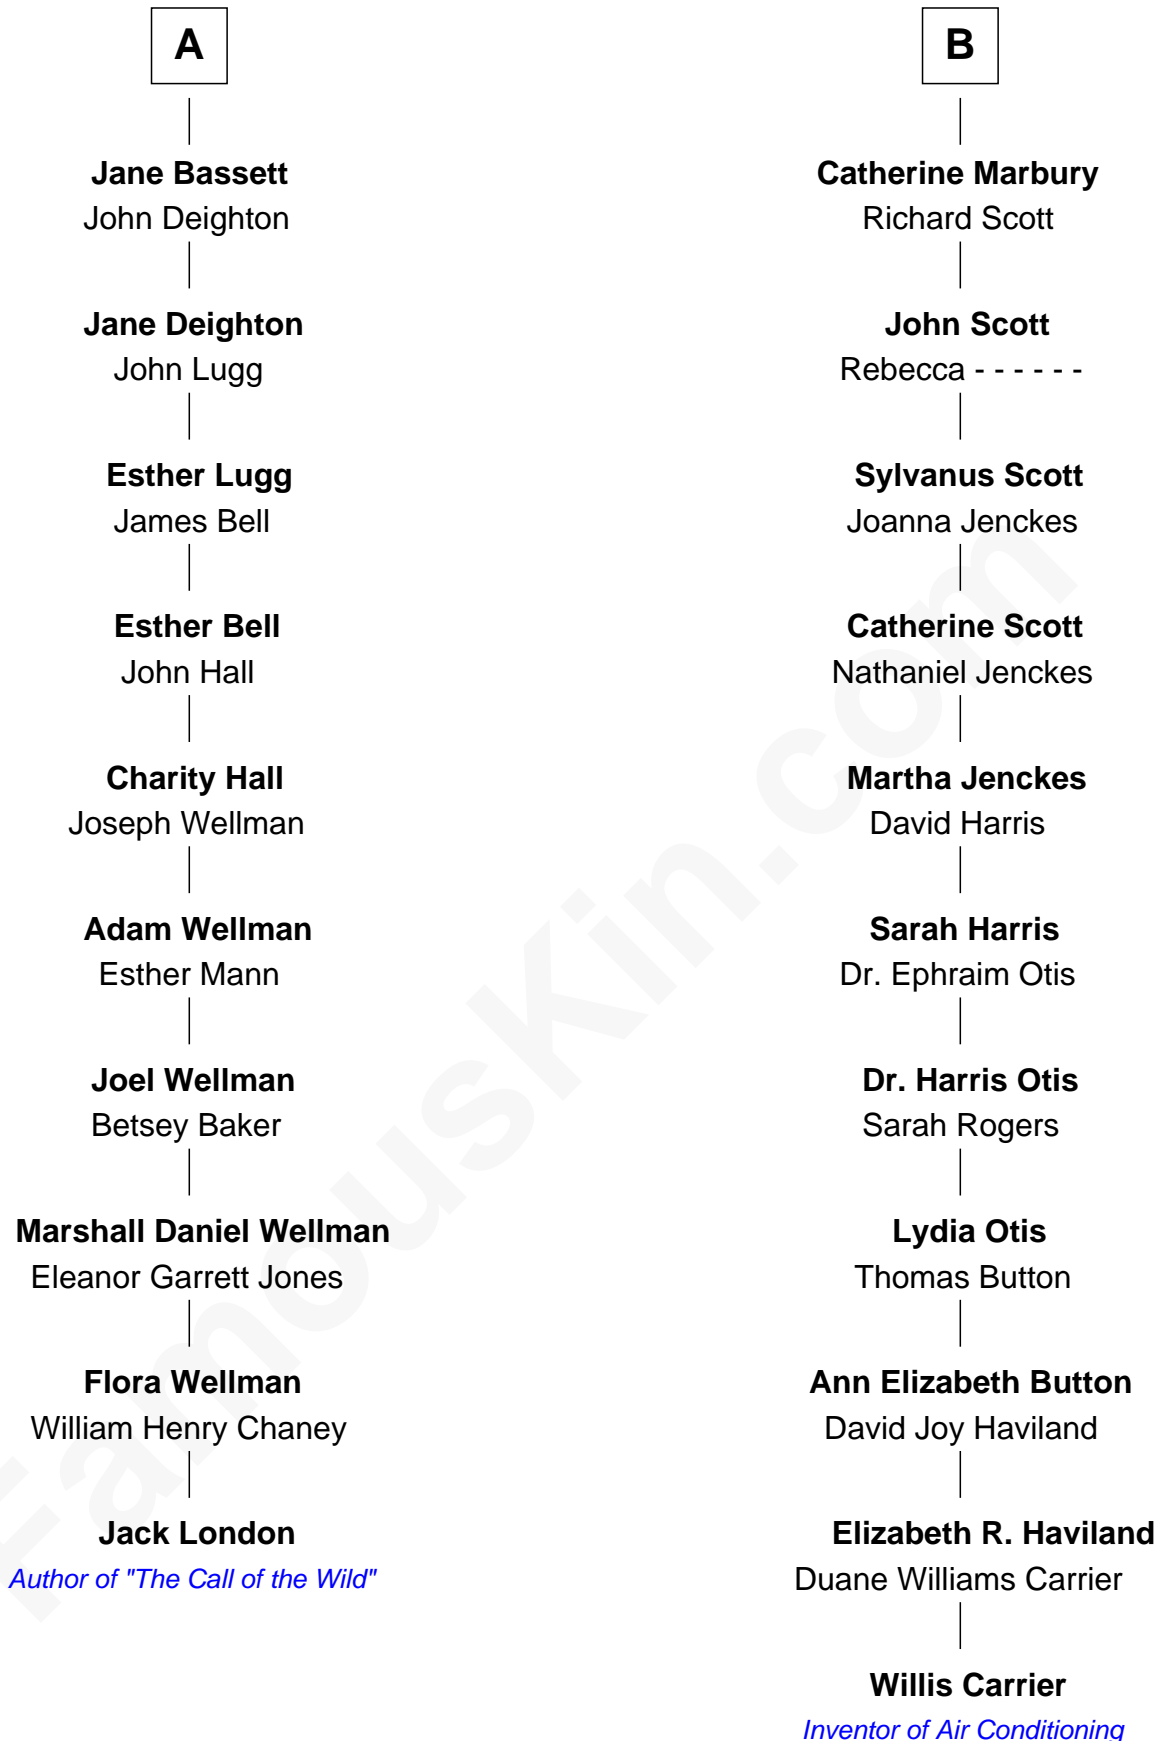 A
Jane Bassett
John Deighton
Jane Deighton
John Lugg
Esther Lugg
James Bell
Esther Bell
John Hall
Charity Hall
Joseph Wellman
Adam Wellman
Esther Mann
Joel Wellman
Betsey Baker
Marshall Daniel Wellman
Eleanor Garrett Jones
Flora Wellman
William Henry Chaney
Jack London
Author of "The Call of the Wild"
B
Catherine Marbury
Richard Scott
John Scott
Rebecca - - - - - -
Sylvanus Scott
Joanna Jenckes
Catherine Scott
Nathaniel Jenckes
Martha Jenckes
David Harris
Sarah Harris
Dr. Ephraim Otis
Dr. Harris Otis
Sarah Rogers
Lydia Otis
Thomas Button
Ann Elizabeth Button
David Joy Haviland
Elizabeth R. Haviland
Duane Williams Carrier
Willis Carrier
Inventor of Air Conditioning
FamousKin.com